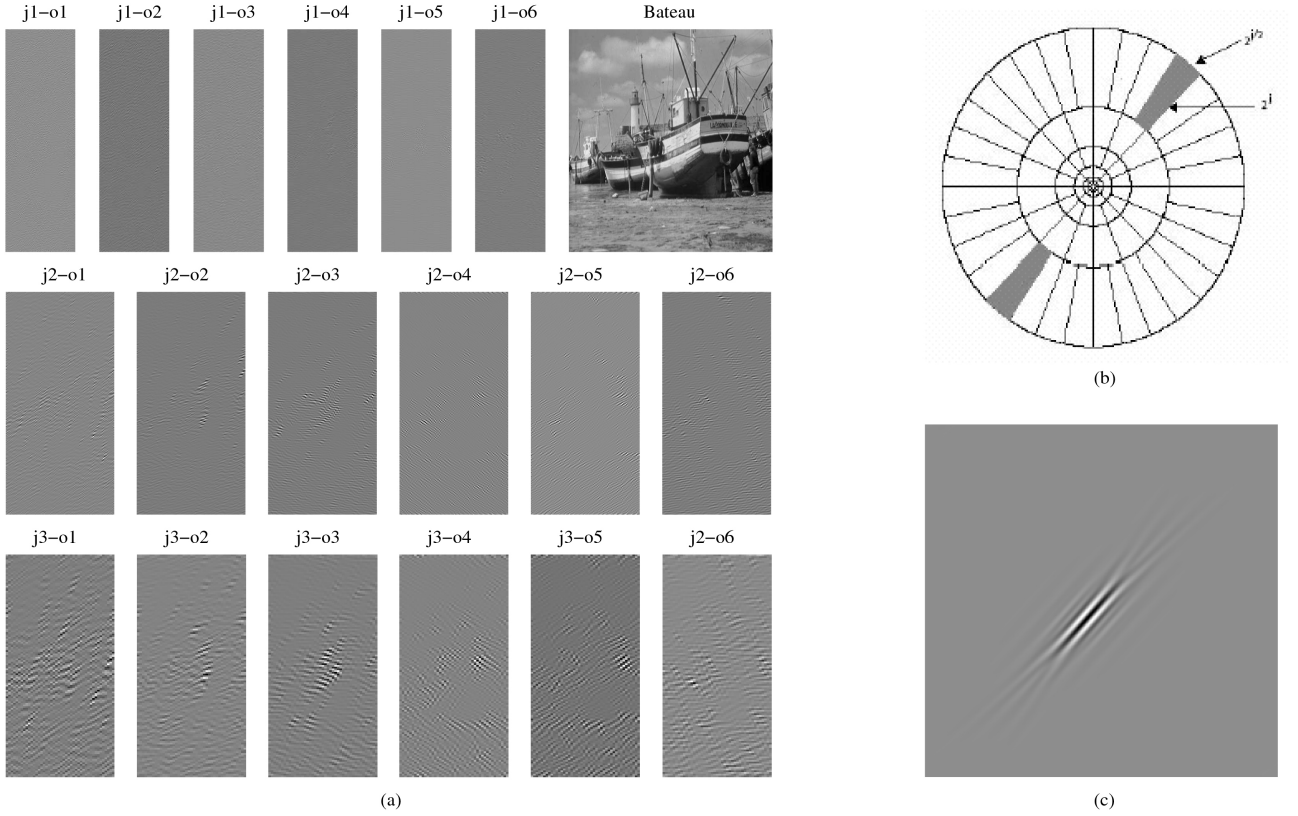 j1−o1 j1−o2 j1−o3 j1−o4 j1−o5 j1−o6 Bateau
j2−o1 j2−o2 j2−o3 j2−o4 j2−o5 j2−o6
j3−o1 j3−o2 j3−o3 j3−o4 j3−o5 j2−o6
(a)
2^j/2
2^j
(b)
(c)